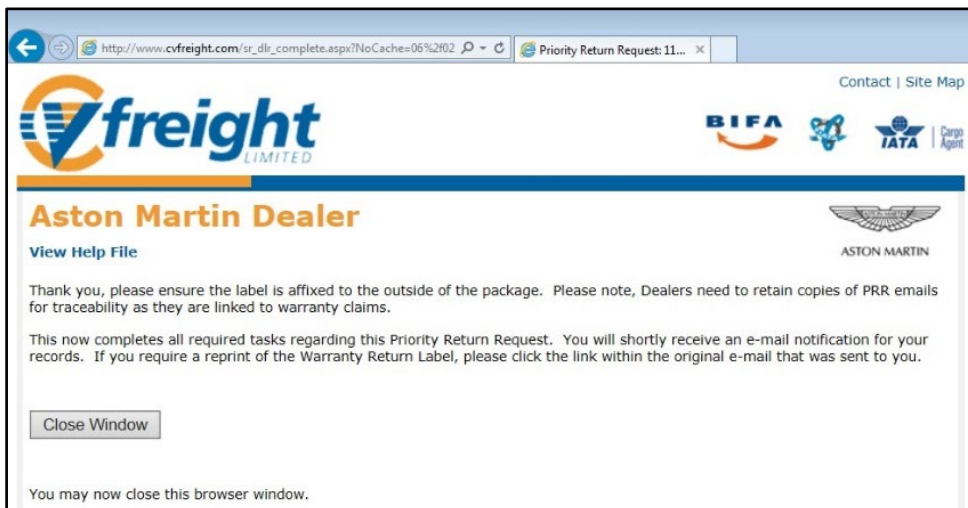 http://www.cvfreight.com/sr_dlr_complete.aspx?NoCache=06%2f02
Priority Return Request: 11...
Contact | Site Map
CVfreight
LIMITED
BIFA
IATA
Cargo
Agent
Aston Martin Dealer
ASTON MARTIN
View Help File
ASTON MARTIN
Thank you, please ensure the label is affixed to the outside of the package. Please note, Dealers need to retain copies of PRR emails
for traceability as they are linked to warranty claims.
This now completes all required tasks regarding this Priority Return Request. You will shortly receive an e-mail notification for your
records. If you require a reprint of the Warranty Return Label, please click the link within the original e-mail that was sent to you.
Close Window
You may now close this browser window.